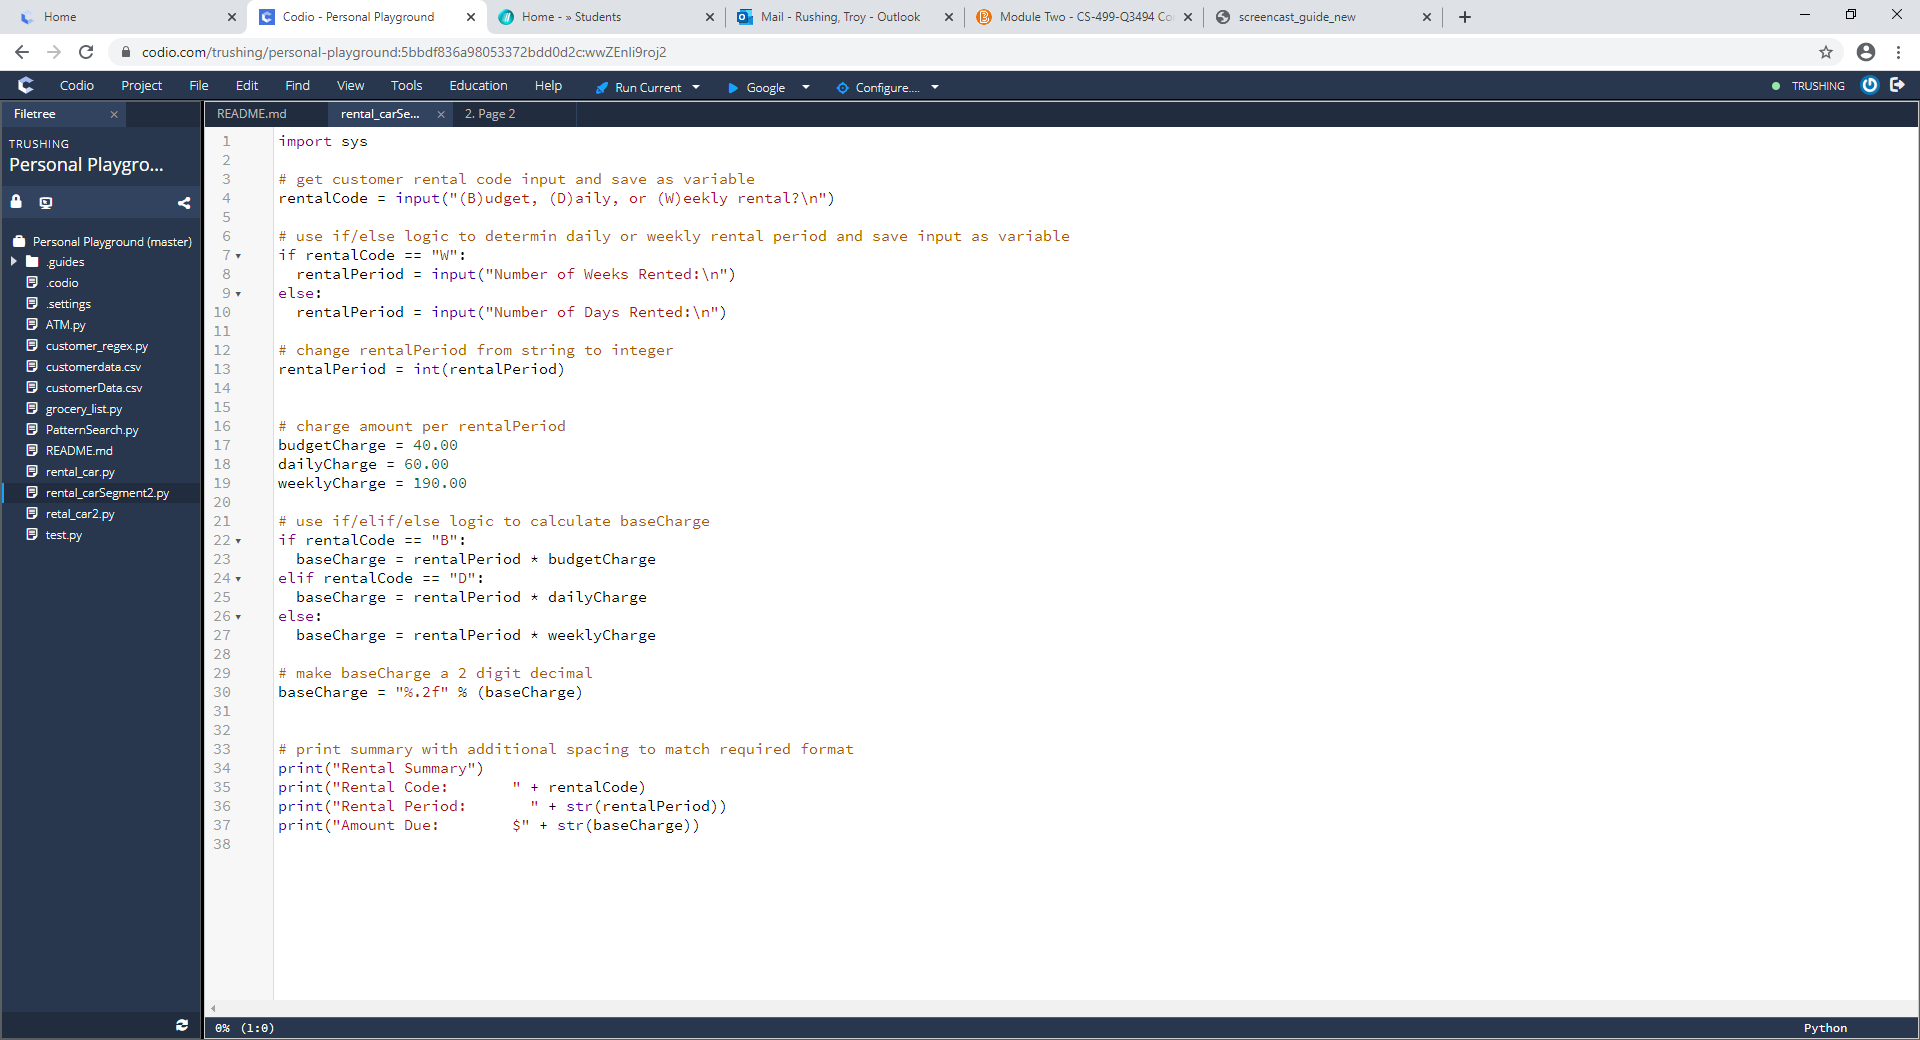 Home
Codio - Personal Playground
Home - » Students
Mail - Rushing, Troy - Outlook
Module Two - CS-499-Q3494 Co
screencast_guide_new
codio.com/trushing/personal-playground:5bbdf836a98053372bdd0d2c:wwZEnIi9roj2
Codio Project File Edit Find View Tools Education Help Run Current Google Configure.... TRUSHING
Filetree
README.md rental_carSe... 2. Page 2
TRUSHING
Personal Playgro...
Personal Playground (master)
.guides
.codio
.settings
ATM.py
customer_regex.py
customerdata.csv
customerData.csv
grocery_list.py
PatternSearch.py
README.md
rental_car.py
rental_carSegment2.py
retal_car2.py
test.py
1 import sys
2
3 # get customer rental code input and save as variable
4 rentalCode = input("(B)udget, (D)aily, or (W)eekly rental?\n")
5
6 # use if/else logic to determin daily or weekly rental period and save input as variable
7 if rentalCode == "W":
8   rentalPeriod = input("Number of Weeks Rented:\n")
9 else:
10   rentalPeriod = input("Number of Days Rented:\n")
11
12 # change rentalPeriod from string to integer
13 rentalPeriod = int(rentalPeriod)
14
15
16 # charge amount per rentalPeriod
17 budgetCharge = 40.00
18 dailyCharge = 60.00
19 weeklyCharge = 190.00
20
21 # use if/elif/else logic to calculate baseCharge
22 if rentalCode == "B":
23   baseCharge = rentalPeriod * budgetCharge
24 elif rentalCode == "D":
25   baseCharge = rentalPeriod * dailyCharge
26 else:
27   baseCharge = rentalPeriod * weeklyCharge
28
29 # make baseCharge a 2 digit decimal
30 baseCharge = "%.2f" % (baseCharge)
31
32
33 # print summary with additional spacing to match required format
34 print("Rental Summary")
35 print("Rental Code:       " + rentalCode)
36 print("Rental Period:       " + str(rentalPeriod))
37 print("Amount Due:        $" + str(baseCharge))
38
0% (1:0)
Python